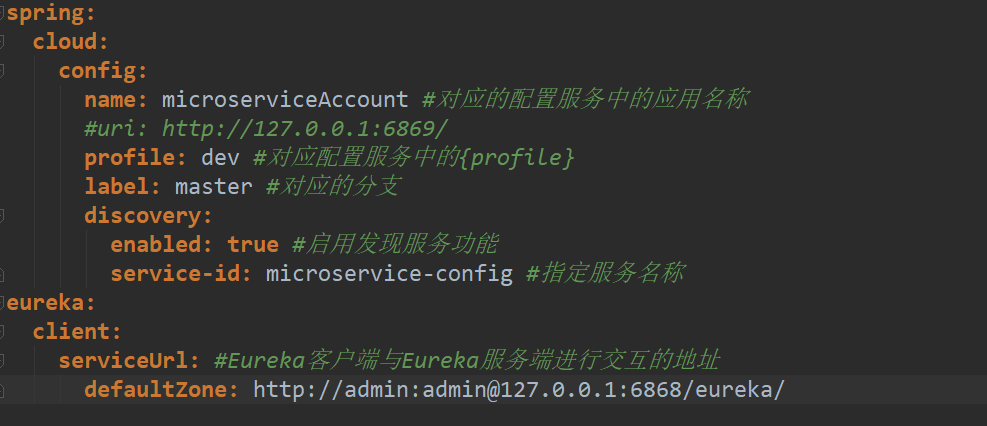 spring:
  cloud:
    config:
      name: microserviceAccount #对应的配置服务中的应用名称
      #uri: http://127.0.0.1:6869/
      profile: dev #对应配置服务中的{profile}
      label: master #对应的分支
      discovery:
        enabled: true #启用发现服务功能
        service-id: microservice-config #指定服务名称
eureka:
  client:
    serviceUrl: #Eureka客户端与Eureka服务端进行交互的地址
      defaultZone: http://admin:admin@127.0.0.1:6868/eureka/